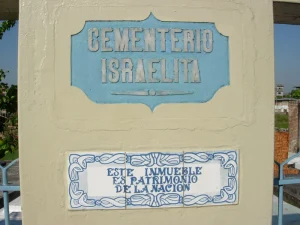 CEMENTERIO
ISRAELITA
ESTE INMUEBLE
ES PATRIMONIO
DE LA NACION